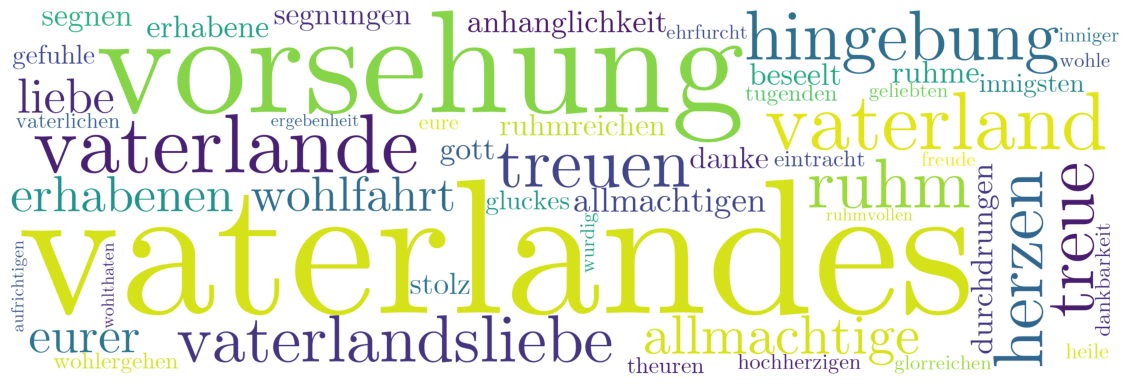 segnen
erhabene
segnungen
anhanglichkeit
ehrfurcht
hingebung
inniger
gefuhle
vorsehung
wohle
liebe
beseelt
ruhme
innigsten
tugenden
geliebten
vaterlichen
ergebenheit
eure
ruhmreichen
vaterland
vaterlande
gott
treuen
danke
eintracht
freude
erhabenen
wohlfahrt
gluckes
allmachtigen
ruhm
ruhmvollen
durchdrungen
herzen
treue
dankbarkeit
aufrichtigen
vaterlandes
wohlthaten
stolz
wurdig
eurer
vaterlandsliebe
allmachtige
heile
wohlergehen
theuren
hochherzigen
glorreichen